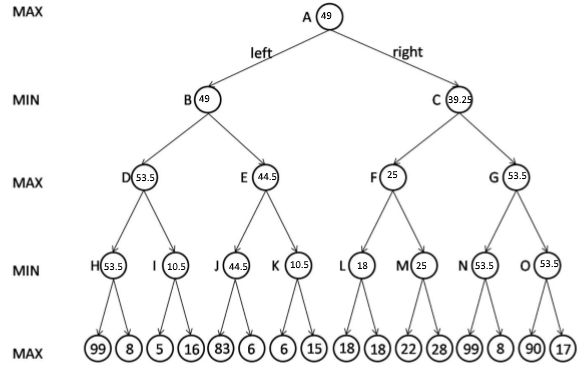 MAX A 49
left right
MIN B 49 C 39.25
MAX D 53.5 E 44.5 F 25 G 53.5
MIN H 53.5 I 10.5 J 44.5 K 10.5 L 18 M 25 N 53.5 O 53.5
MAX 99 8 5 16 83 6 6 15 18 18 22 28 99 8 90 17